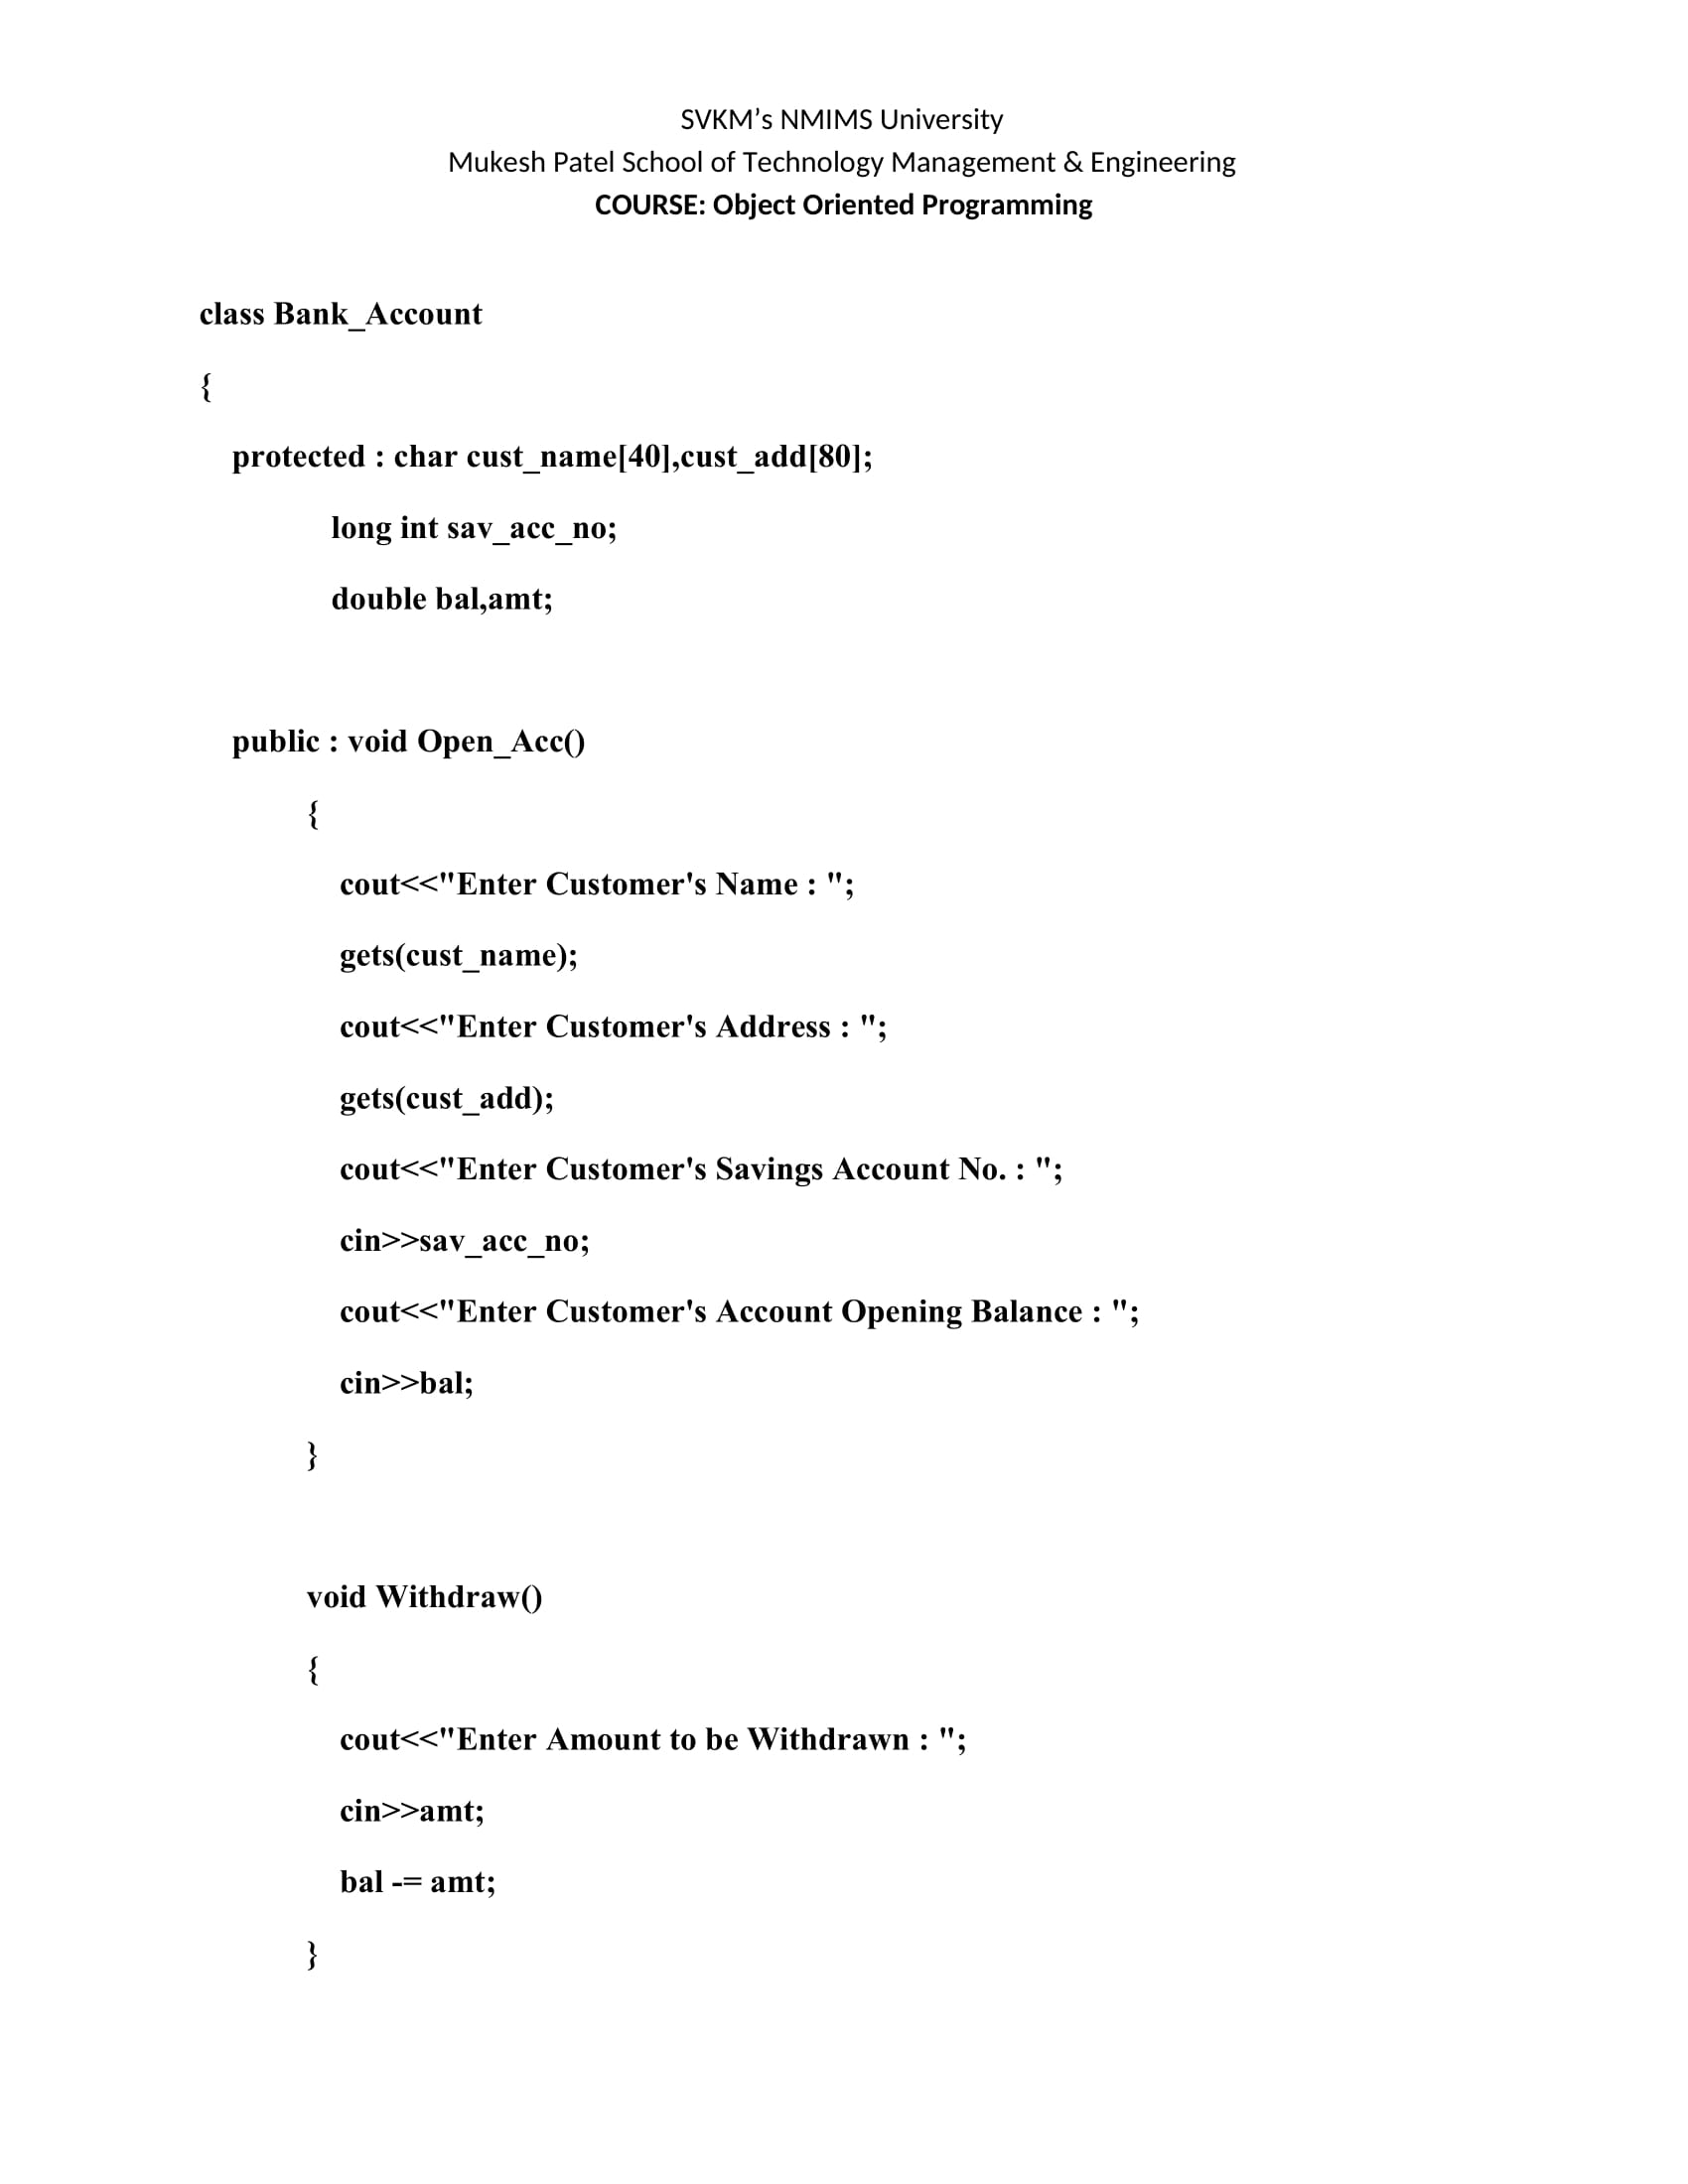 SVKM’s NMIMS University
Mukesh Patel School of Technology Management & Engineering
COURSE: Object Oriented Programming
class Bank_Account
{
protected : char cust_name[40],cust_add[80];
long int sav_acc_no;
double bal,amt;
public : void Open_Acc()
{
cout<<"Enter Customer's Name : ";
gets(cust_name);
cout<<"Enter Customer's Address : ";
gets(cust_add);
cout<<"Enter Customer's Savings Account No. : ";
cin>>sav_acc_no;
cout<<"Enter Customer's Account Opening Balance : ";
cin>>bal;
}
void Withdraw()
{
cout<<"Enter Amount to be Withdrawn : ";
cin>>amt;
bal -= amt;
}